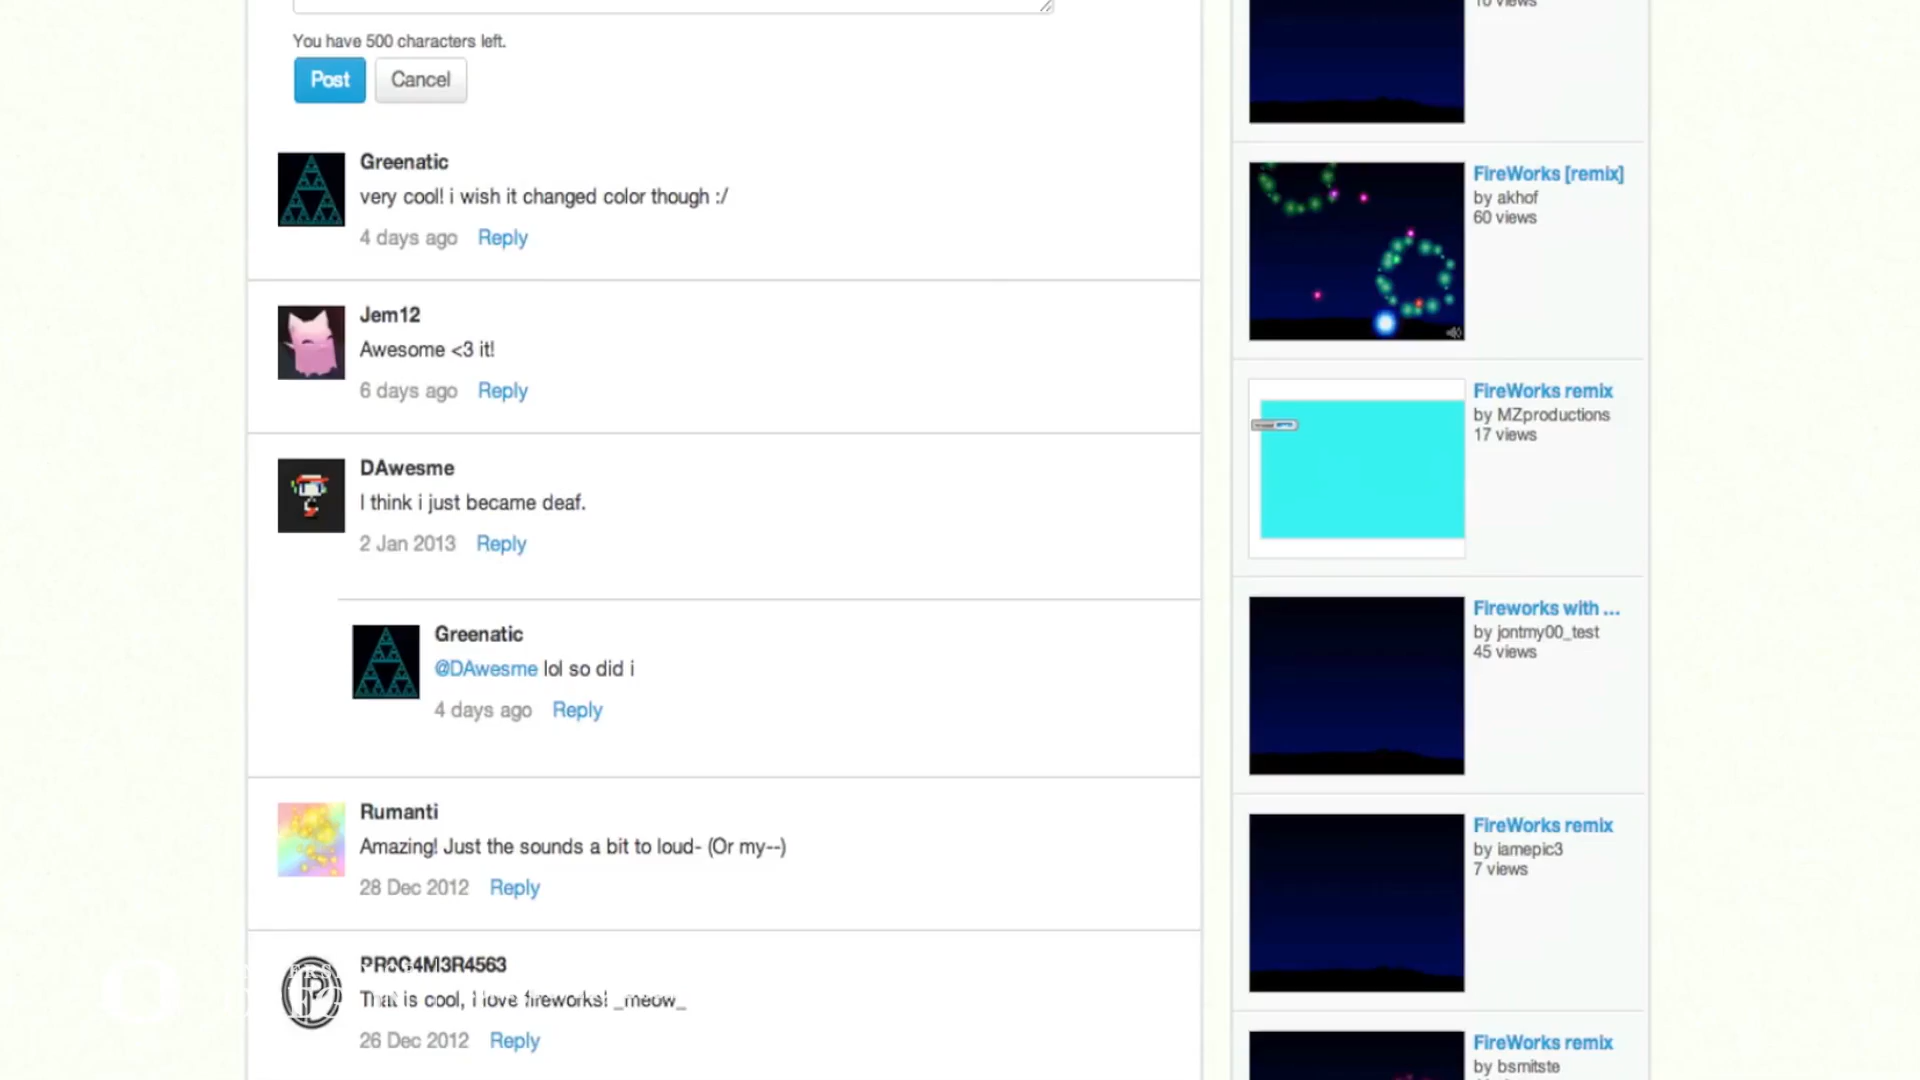 You have 500 characters left.
Post
Cancel
Greenatic
very cool! i wish it changed color though :/
4 days ago Reply
Jem12
Awesome <3 it!
6 days ago Reply
DAwesme
I think i just became deaf.
2 Jan 2013 Reply
Greenatic
@DAwesme lol so did i
4 days ago Reply
Rumanti
Amazing! Just the sounds a bit to loud- (Or my--)
28 Dec 2012 Reply
PR0G4M3R4563
That is cool, i love fireworks! _meow_
26 Dec 2012 Reply
views
FireWorks [remix]
by akhof
60 views
FireWorks remix
by MZproductions
17 views
Fireworks with ...
by jontmy00_test
45 views
FireWorks remix
by iamepic3
7 views
FireWorks remix
by bsmitste